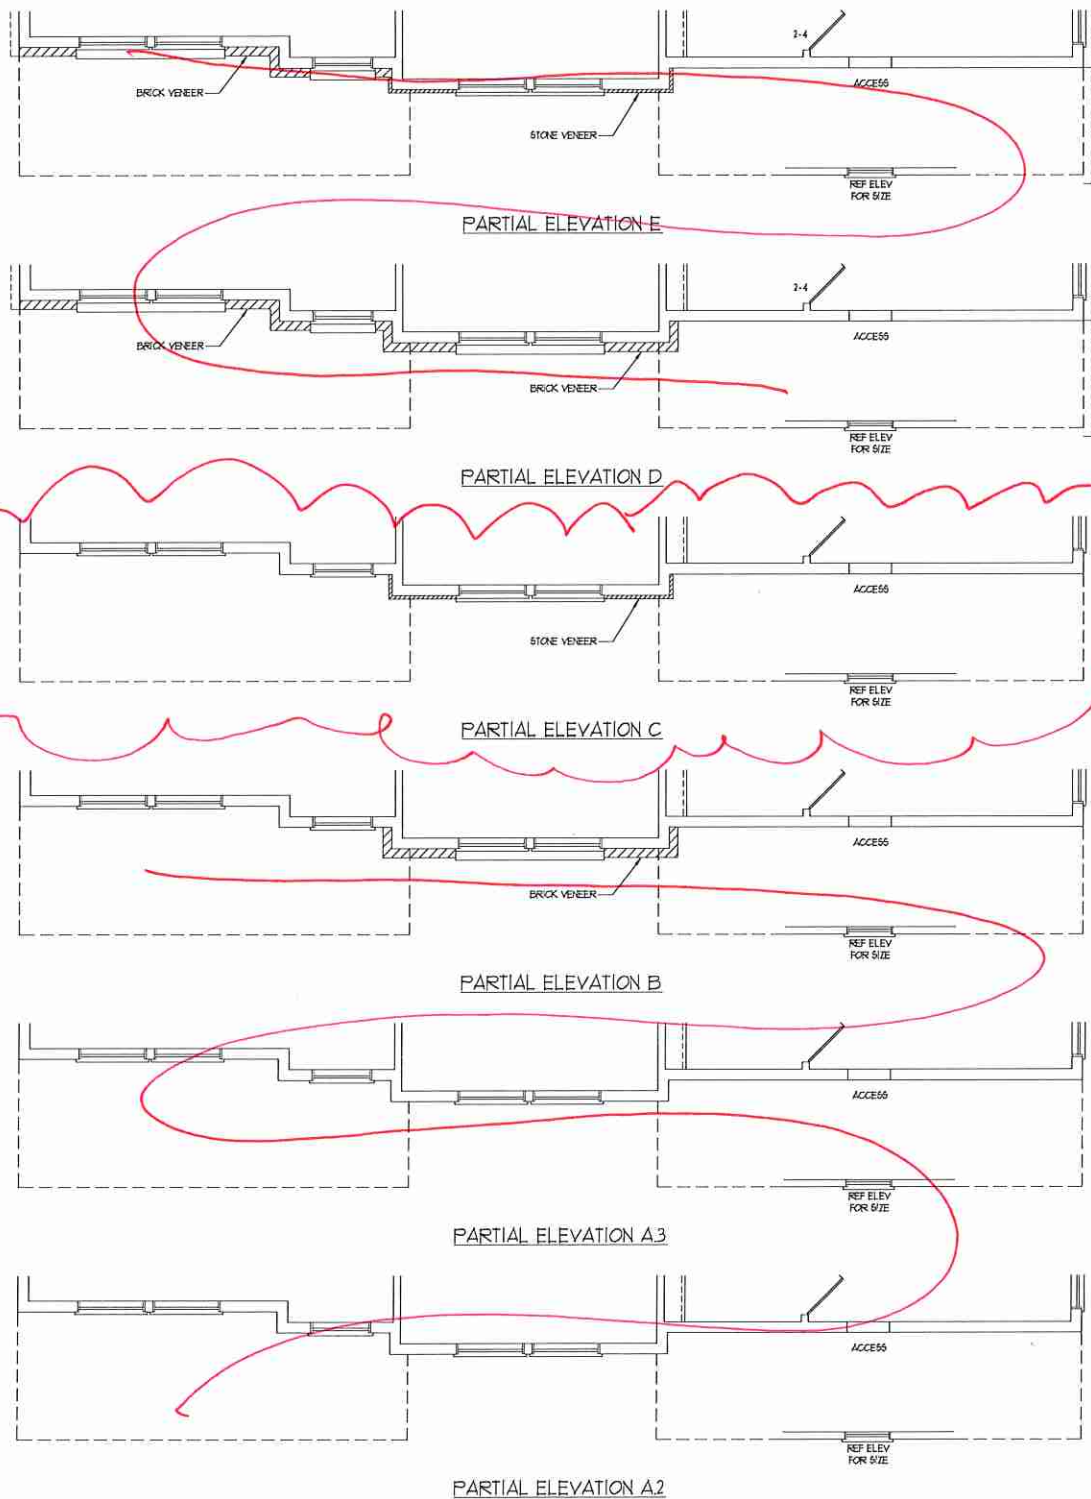 2-4
BRICK VENEER
ACCESS
STONE VENEER
REF ELEV
FOR SIZE
PARTIAL ELEVATION E
2-4
BRICK VENEER
ACCESS
BRICK VENEER
REF ELEV
FOR SIZE
PARTIAL ELEVATION D
ACCESS
STONE VENEER
REF ELEV
FOR SIZE
PARTIAL ELEVATION C
ACCESS
BRICK VENEER
REF ELEV
FOR SIZE
PARTIAL ELEVATION B
ACCESS
REF ELEV
FOR SIZE
PARTIAL ELEVATION A.3
ACCESS
REF ELEV
FOR SIZE
PARTIAL ELEVATION A.2